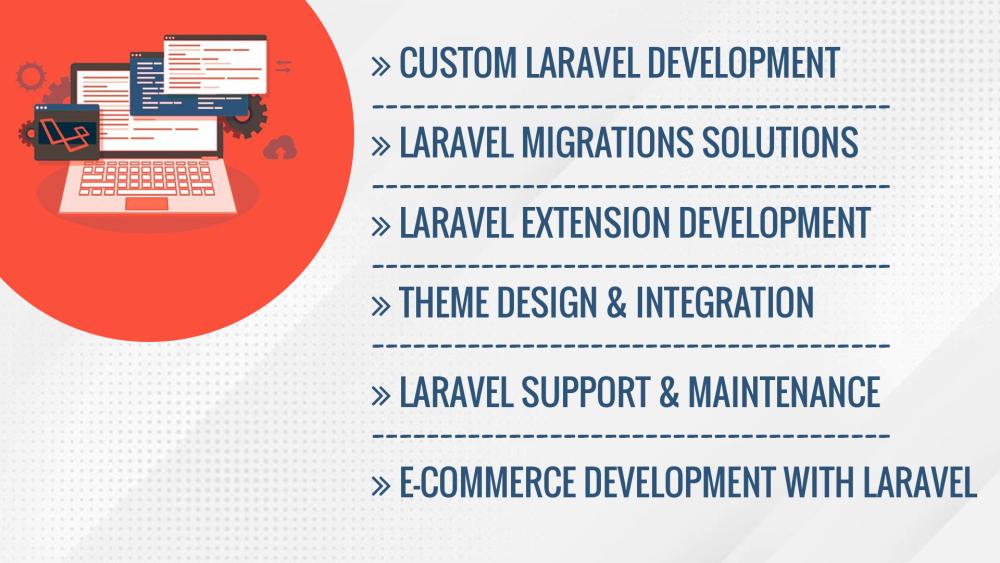 » CUSTOM LARAVEL DEVELOPMENT
» LARAVEL MIGRATIONS SOLUTIONS
» LARAVEL EXTENSION DEVELOPMENT
» THEME DESIGN & INTEGRATION
» LARAVEL SUPPORT & MAINTENANCE
» E-COMMERCE DEVELOPMENT WITH LARAVEL